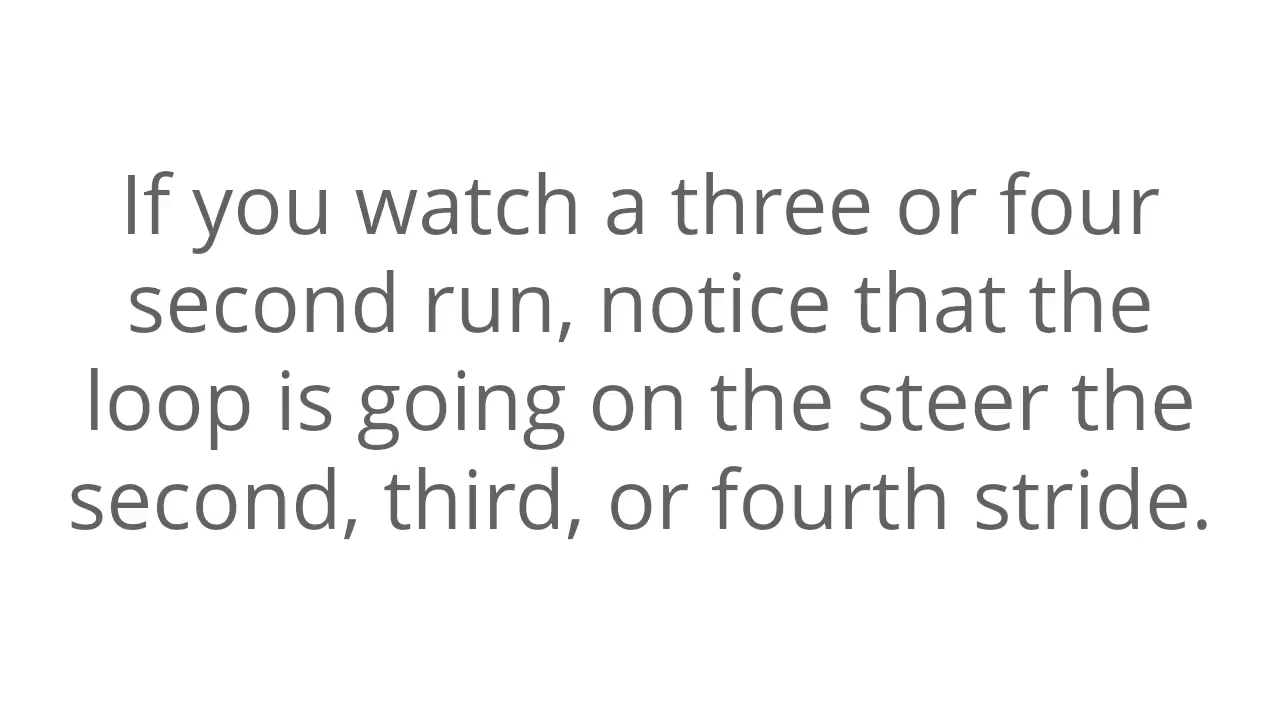 If you watch a three or four
second run, notice that the
loop is going on the steer the
second, third, or fourth stride.